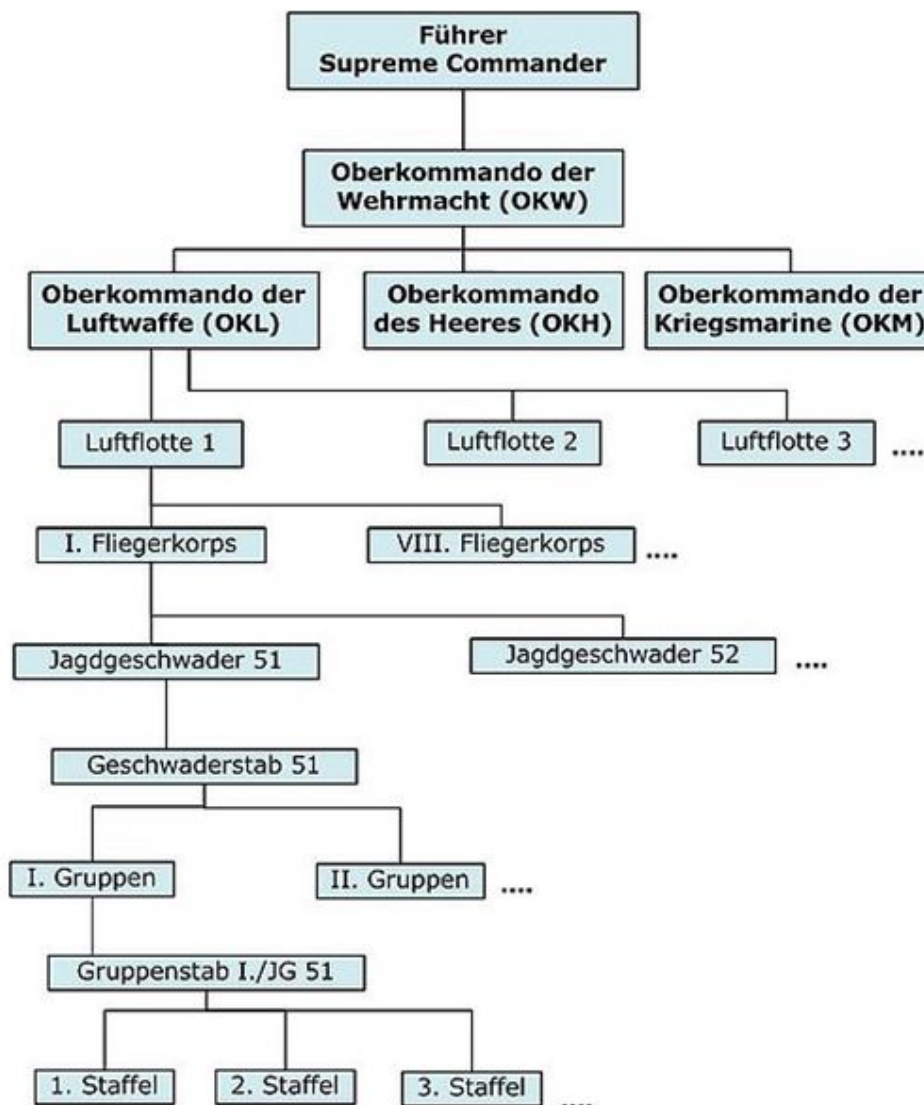 Führer
Supreme Commander
Oberkommando der
Wehrmacht (OKW)
Oberkommando der
Luftwaffe (OKL)
Oberkommando
des Heeres (OKH)
Oberkommando der
Kriegsmarine (OKM)
Luftflotte 1
Luftflotte 2
Luftflotte 3
....
I. Fliegerkorps
VIII. Fliegerkorps
....
Jagdgeschwader 51
Jagdgeschwader 52
....
Geschwaderstab 51
I. Gruppen
II. Gruppen
....
Gruppenstab I./JG 51
1. Staffel
2. Staffel
3. Staffel
....